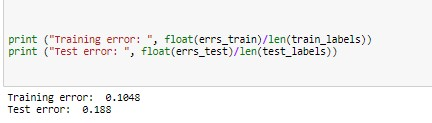 print ("Training error: ", float(errs_train)/len(train_labels))
print ("Test error: ", float(errs_test)/len(test_labels))
Training error:  0.1048
Test error:  0.188